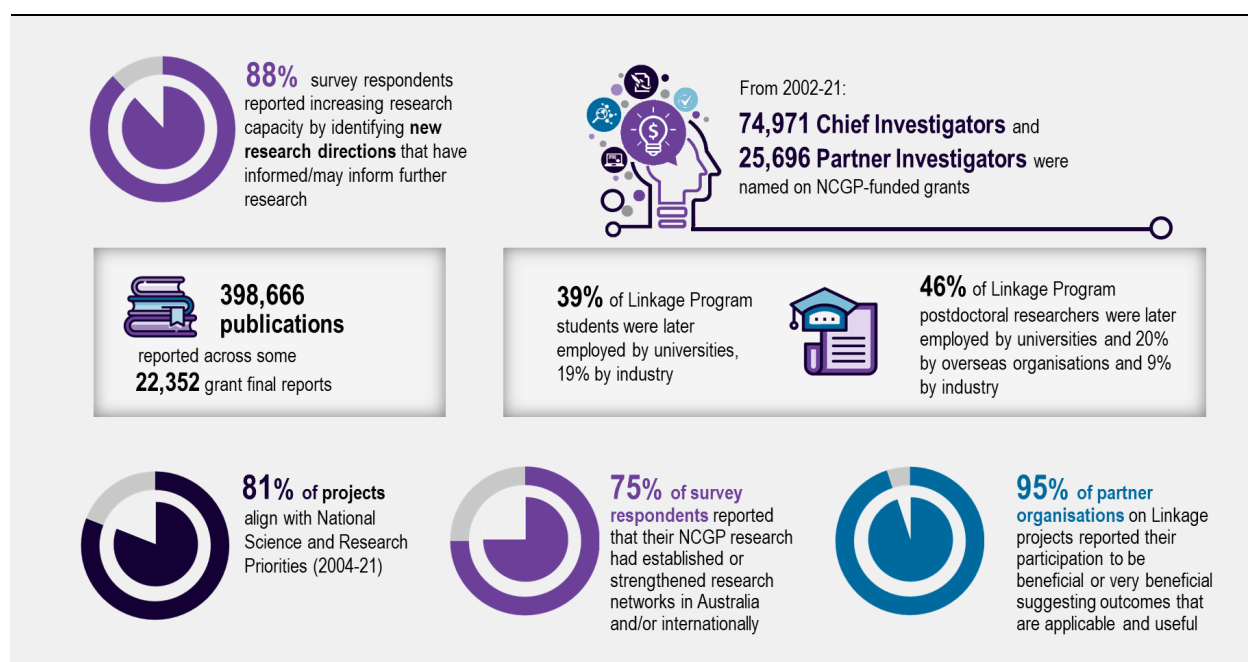 88% survey respondents
reported increasing research
capacity by identifying new
research directions that have
informed/may inform further
research
From 2002-21:
74,971 Chief Investigators and
25,696 Partner Investigators were
named on NCGP-funded grants
398,666
publications
reported across some
22,352 grant final reports
39% of Linkage Program
students were later
employed by universities,
19% by industry
46% of Linkage Program
postdoctoral researchers were later
employed by universities and 20%
by overseas organisations and 9%
by industry
81% of projects
align with National
Science and Research
Priorities (2004-21)
75% of survey
respondents reported
that their NCGP research
had established or
strengthened research
networks in Australia
and/or internationally
95% of partner
organisations on Linkage
projects reported their
participation to be
beneficial or very beneficial
suggesting outcomes that
are applicable and useful